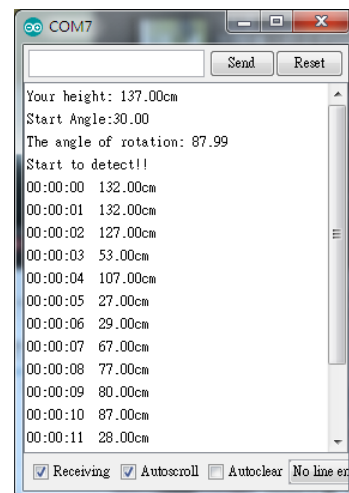 COM7
Send Reset
Your height: 137.00cm
Start Angle:30.00
The angle of rotation: 87.99
Start to detect!!
00:00:00 132.00cm
00:00:01 132.00cm
00:00:02 127.00cm
00:00:03 53.00cm
00:00:04 107.00cm
00:00:05 27.00cm
00:00:06 29.00cm
00:00:07 67.00cm
00:00:08 77.00cm
00:00:09 80.00cm
00:00:10 87.00cm
00:00:11 28.00cm
Receiving Autoscroll Autoclear No line en